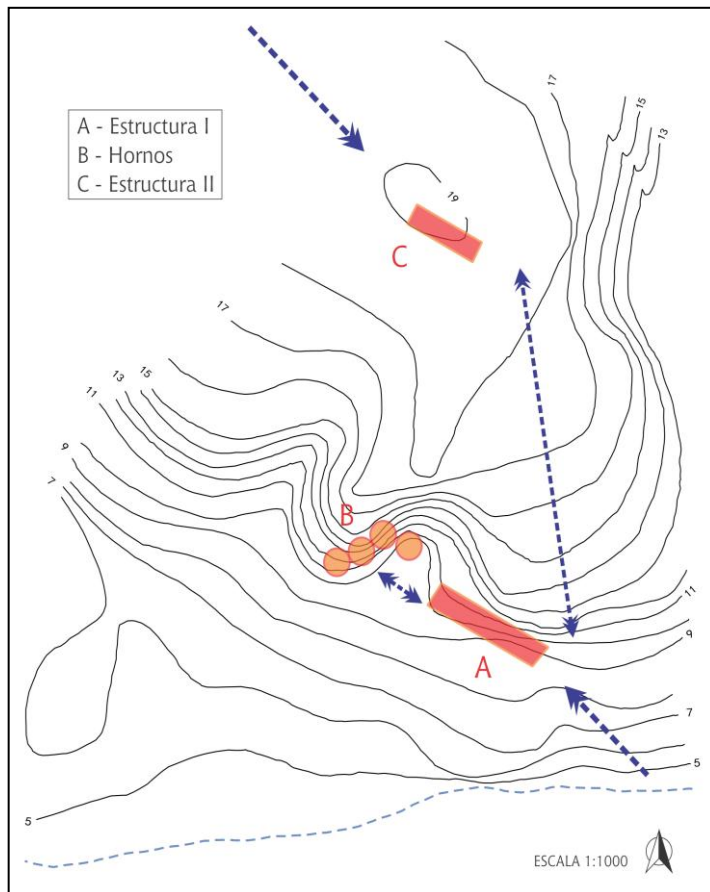 A - Estructura I
B - Hornos
C - Estructura II
17
15
13
19
C
17
15
13
11
9
7
B
11
9
A
7
5
5
ESCALA 1:1000